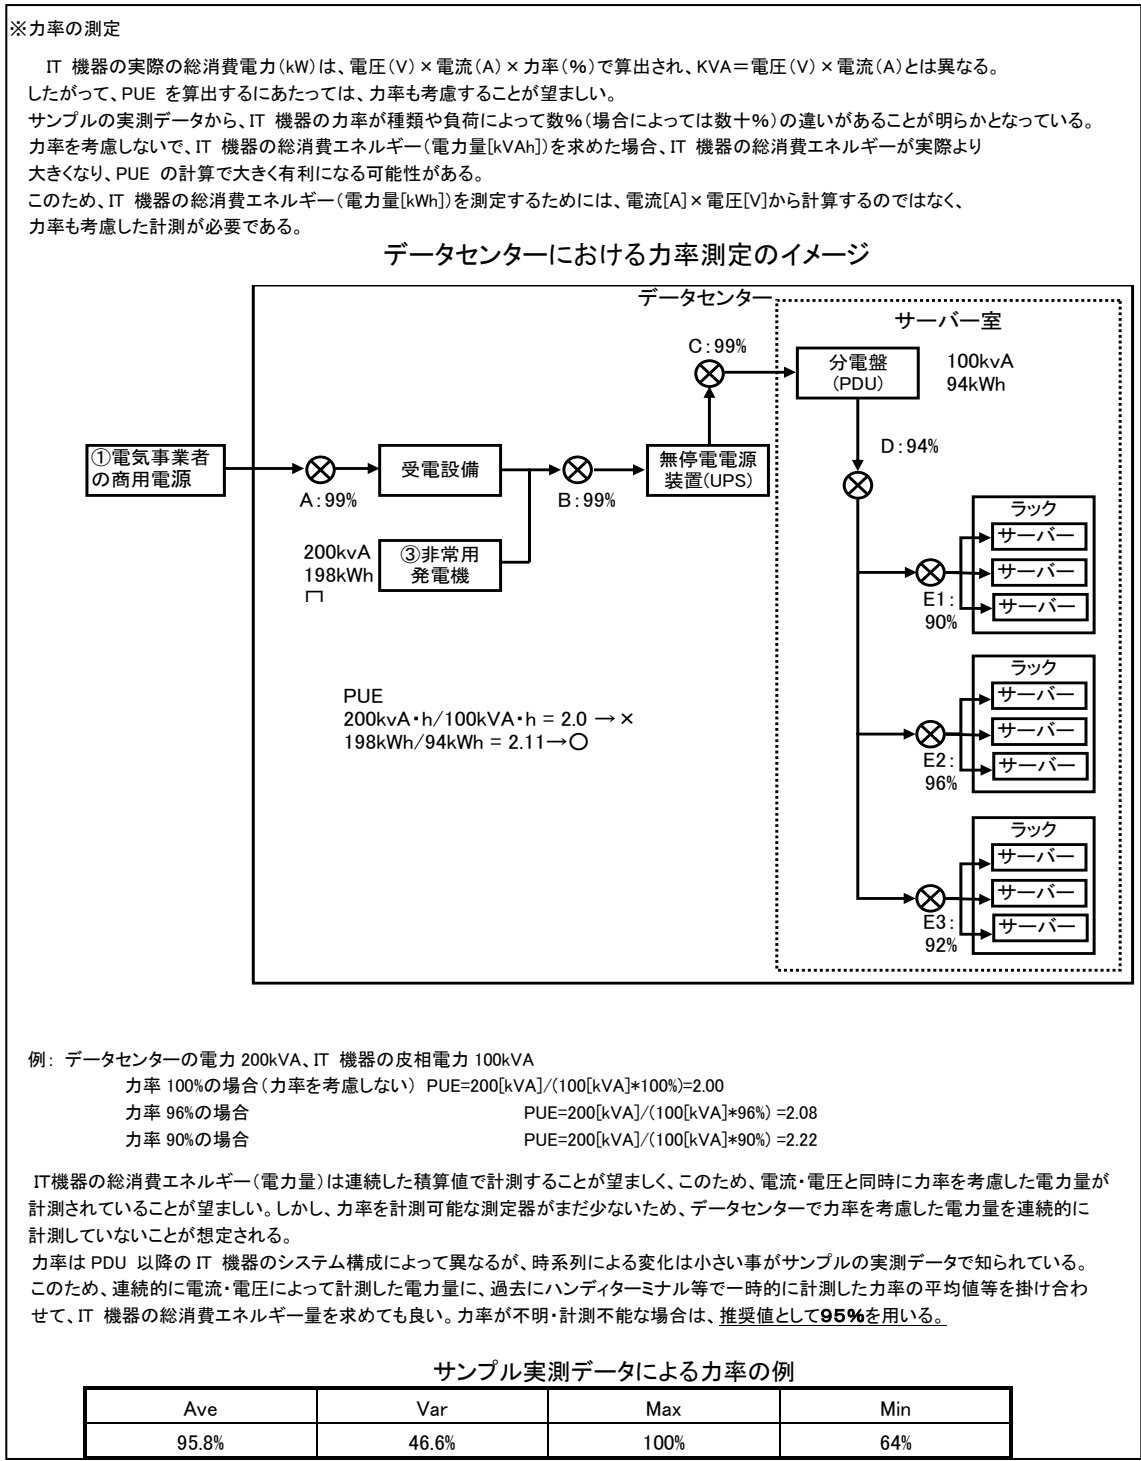 ※力率の測定
IT 機器の実際の総消費電力(kW)は、電圧(V)×電流(A)×力率(%)で算出され、KVA=電圧(V)×電流(A)とは異なる。
したがって、PUE を算出するにあたっては、力率も考慮することが望ましい。
サンプルの実測データから、IT 機器の力率が種類や負荷によって数%(場合によっては数十%)の違いがあることが明らかとなっている。
力率を考慮しないで、IT 機器の総消費エネルギー(電力量[kVAh])を求めた場合、IT 機器の総消費エネルギーが実際より
大きくなり、PUE の計算で大きく有利になる可能性がある。
このため、IT 機器の総消費エネルギー(電力量[kWh])を測定するためには、電流[A]×電圧[V]から計算するのではなく、
力率も考慮した計測が必要である。
データセンターにおける力率測定のイメージ
データセンター
サーバー室
C:99%
分電盤
(PDU)
100kvA
94kWh
D:94%
①電気事業者
の商用電源
A:99%
受電設備
B:99%
無停電電源
装置(UPS)
200kvA
198kWh
③非常用
発電機
ラック
サーバー
サーバー
サーバー
E1:
90%
ラック
サーバー
サーバー
サーバー
E2:
96%
ラック
サーバー
サーバー
サーバー
E3:
92%
PUE
200kvA・h/100kVA・h = 2.0 →×
198kWh/94kWh = 2.11→○
例: データセンターの電力 200kVA、IT 機器の皮相電力 100kVA
力率 100%の場合(力率を考慮しない) PUE=200[kVA]/(100[kVA]*100%)=2.00
力率 96%の場合 PUE=200[kVA]/(100[kVA]*96%) =2.08
力率 90%の場合 PUE=200[kVA]/(100[kVA]*90%) =2.22
IT機器の総消費エネルギー(電力量)は連続した積算値で計測することが望ましく、このため、電流・電圧と同時に力率を考慮した電力量が
計測されていることが望ましい。しかし、力率を計測可能な測定器がまだ少ないため、データセンターで力率を考慮した電力量を連続的に
計測していないことが想定される。
力率は PDU 以降の IT 機器のシステム構成によって異なるが、時系列による変化は小さい事がサンプルの実測データで知られている。
このため、連続的に電流・電圧によって計測した電力量に、過去にハンディターミナル等で一時的に計測した力率の平均値等を掛け合わ
せて、IT 機器の総消費エネルギー量を求めても良い。力率が不明・計測不能な場合は、推奨値として95%を用いる。
サンプル実測データによる力率の例
Ave Var Max Min
95.8% 46.6% 100% 64%